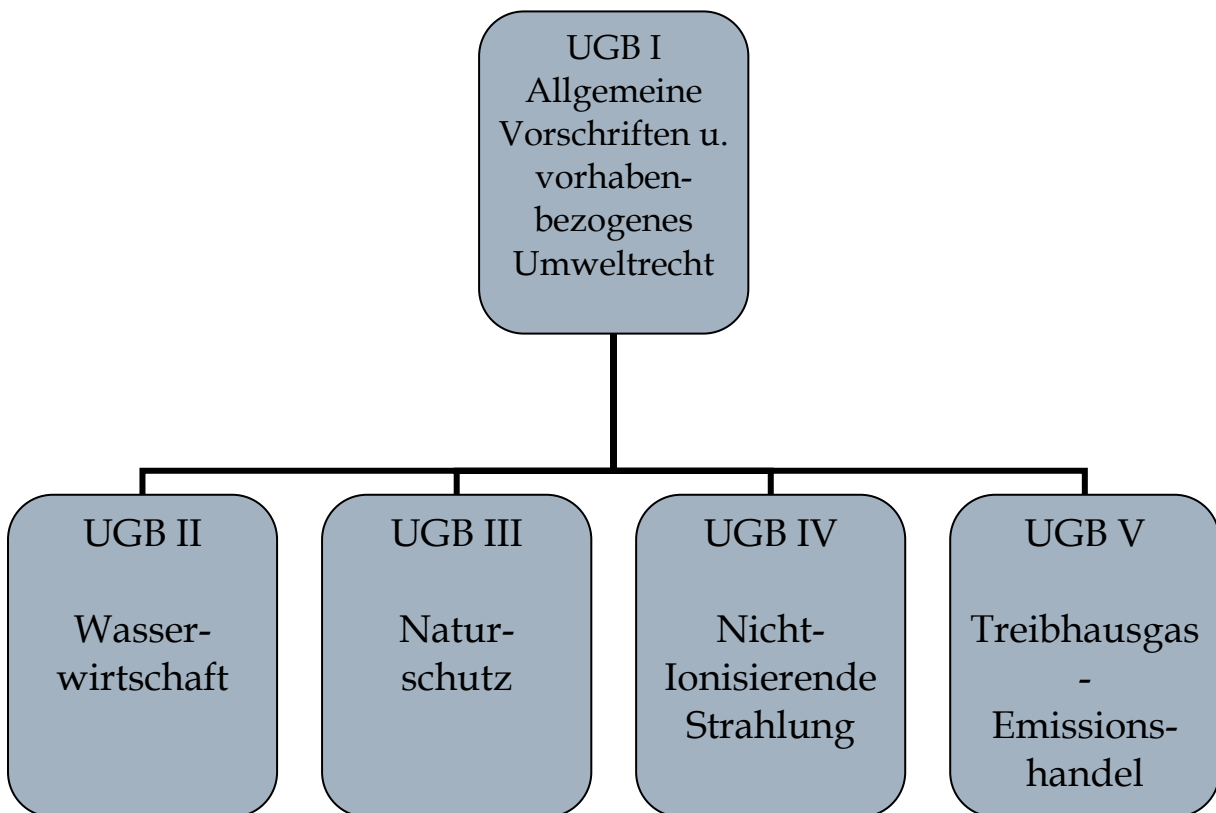 UGB I
Allgemeine
Vorschriften u.
vorhaben-
bezogenes
Umweltrecht
UGB II
Wasser-
wirtschaft
UGB III
Natur-
schutz
UGB IV
Nicht-
Ionisierende
Strahlung
UGB V
Treibhausgas
-
Emissions-
handel